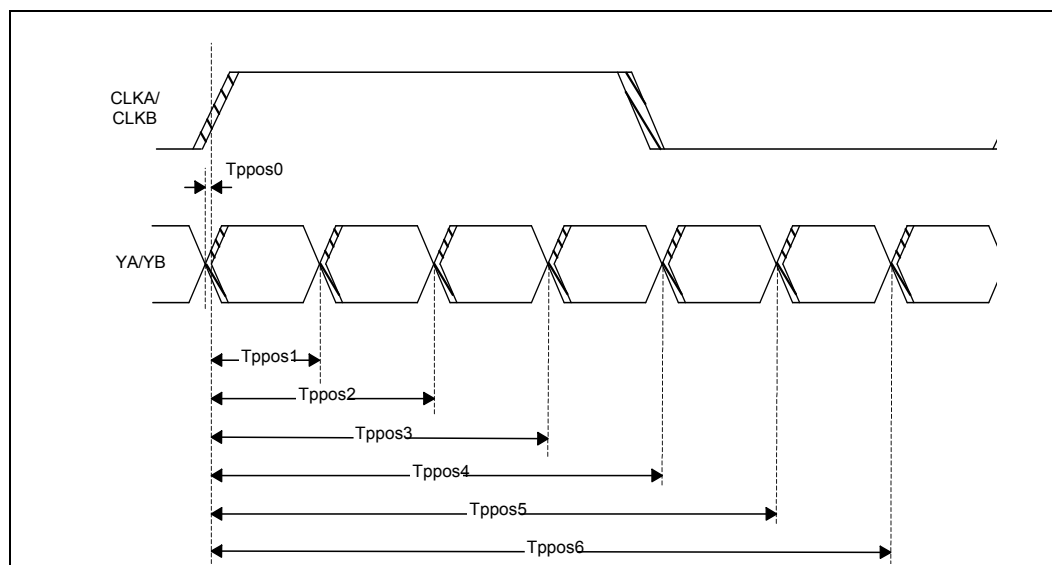 CLKA/
CLKB
Tppos0
YA/YB
Tppos1
Tppos2
Tppos3
Tppos4
Tppos5
Tppos6